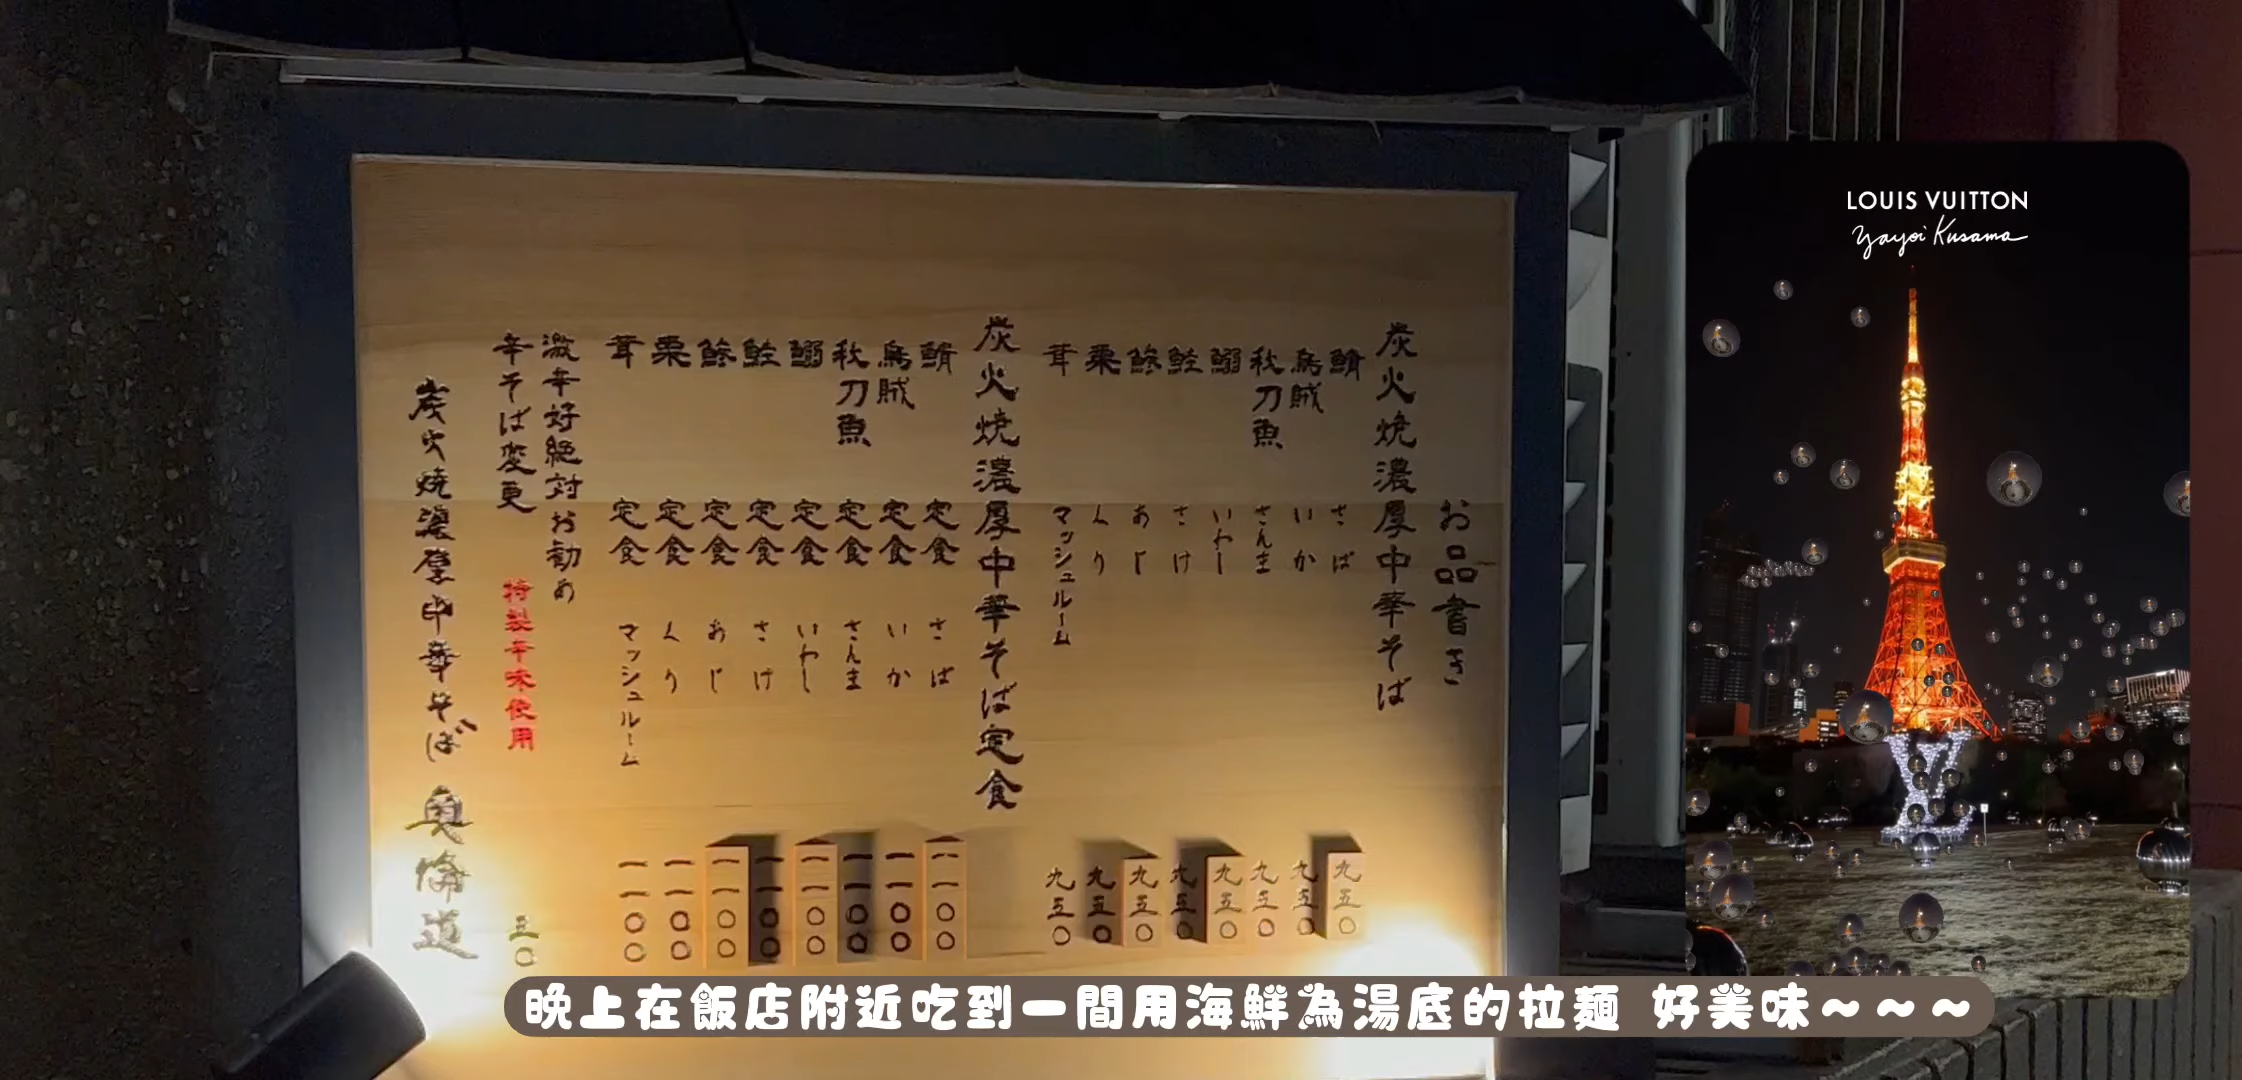 お品書き
炭火焼濃厚中華そば
鯖 さば 九五〇
烏賊 いか 九五〇
秋刀魚 さんま 九五〇
鰯 いわし 九五〇
鮭 さけ 九五〇
鯵 あじ 九五〇
栗 くり 九五〇
茸 マッシュルーム 九五〇
炭火焼濃厚中華そば定食
鯖 定食 さば 一一〇〇
烏賊 定食 いか 一一〇〇
秋刀魚 定食 さんま 一一〇〇
鰯 定食 いわし 一一〇〇
鮭 定食 さけ 一一〇〇
鯵 定食 あじ 一一〇〇
栗 定食 くり 一一〇〇
茸 定食 マッシュルーム 一一〇〇
激辛好絶対お勧め
辛そば変更 特製辛味使用 五〇
炭火焼濃厚中華そば 奥倫道
LOUIS VUITTON
Yayoi Kusama
晚上在飯店附近吃到一間用海鮮為湯底的拉麵 好美味～～～